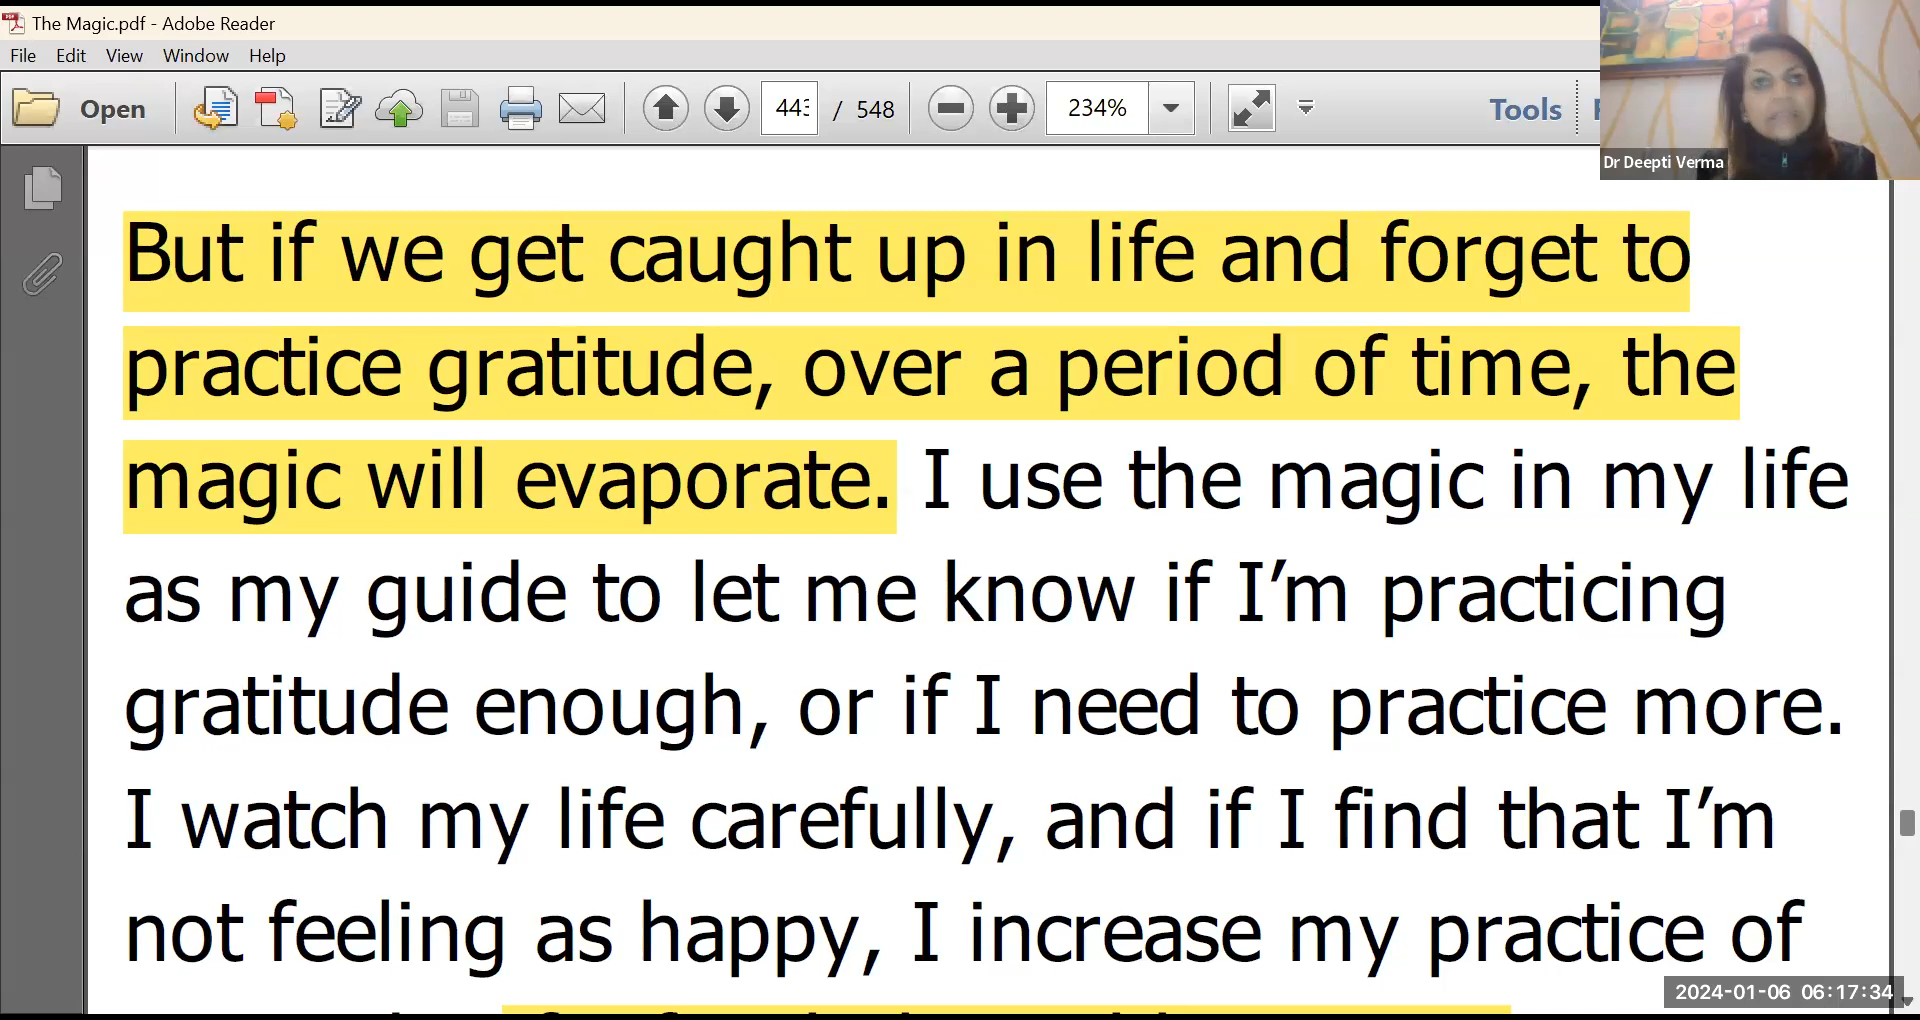 The Magic.pdf - Adobe Reader
File Edit View Window Help
Open 443 / 548 234% Tools
Dr Deepti Verma
But if we get caught up in life and forget to
practice gratitude, over a period of time, the
magic will evaporate. I use the magic in my life
as my guide to let me know if I’m practicing
gratitude enough, or if I need to practice more.
I watch my life carefully, and if I find that I’m
not feeling as happy, I increase my practice of
2024-01-06 06:17:34